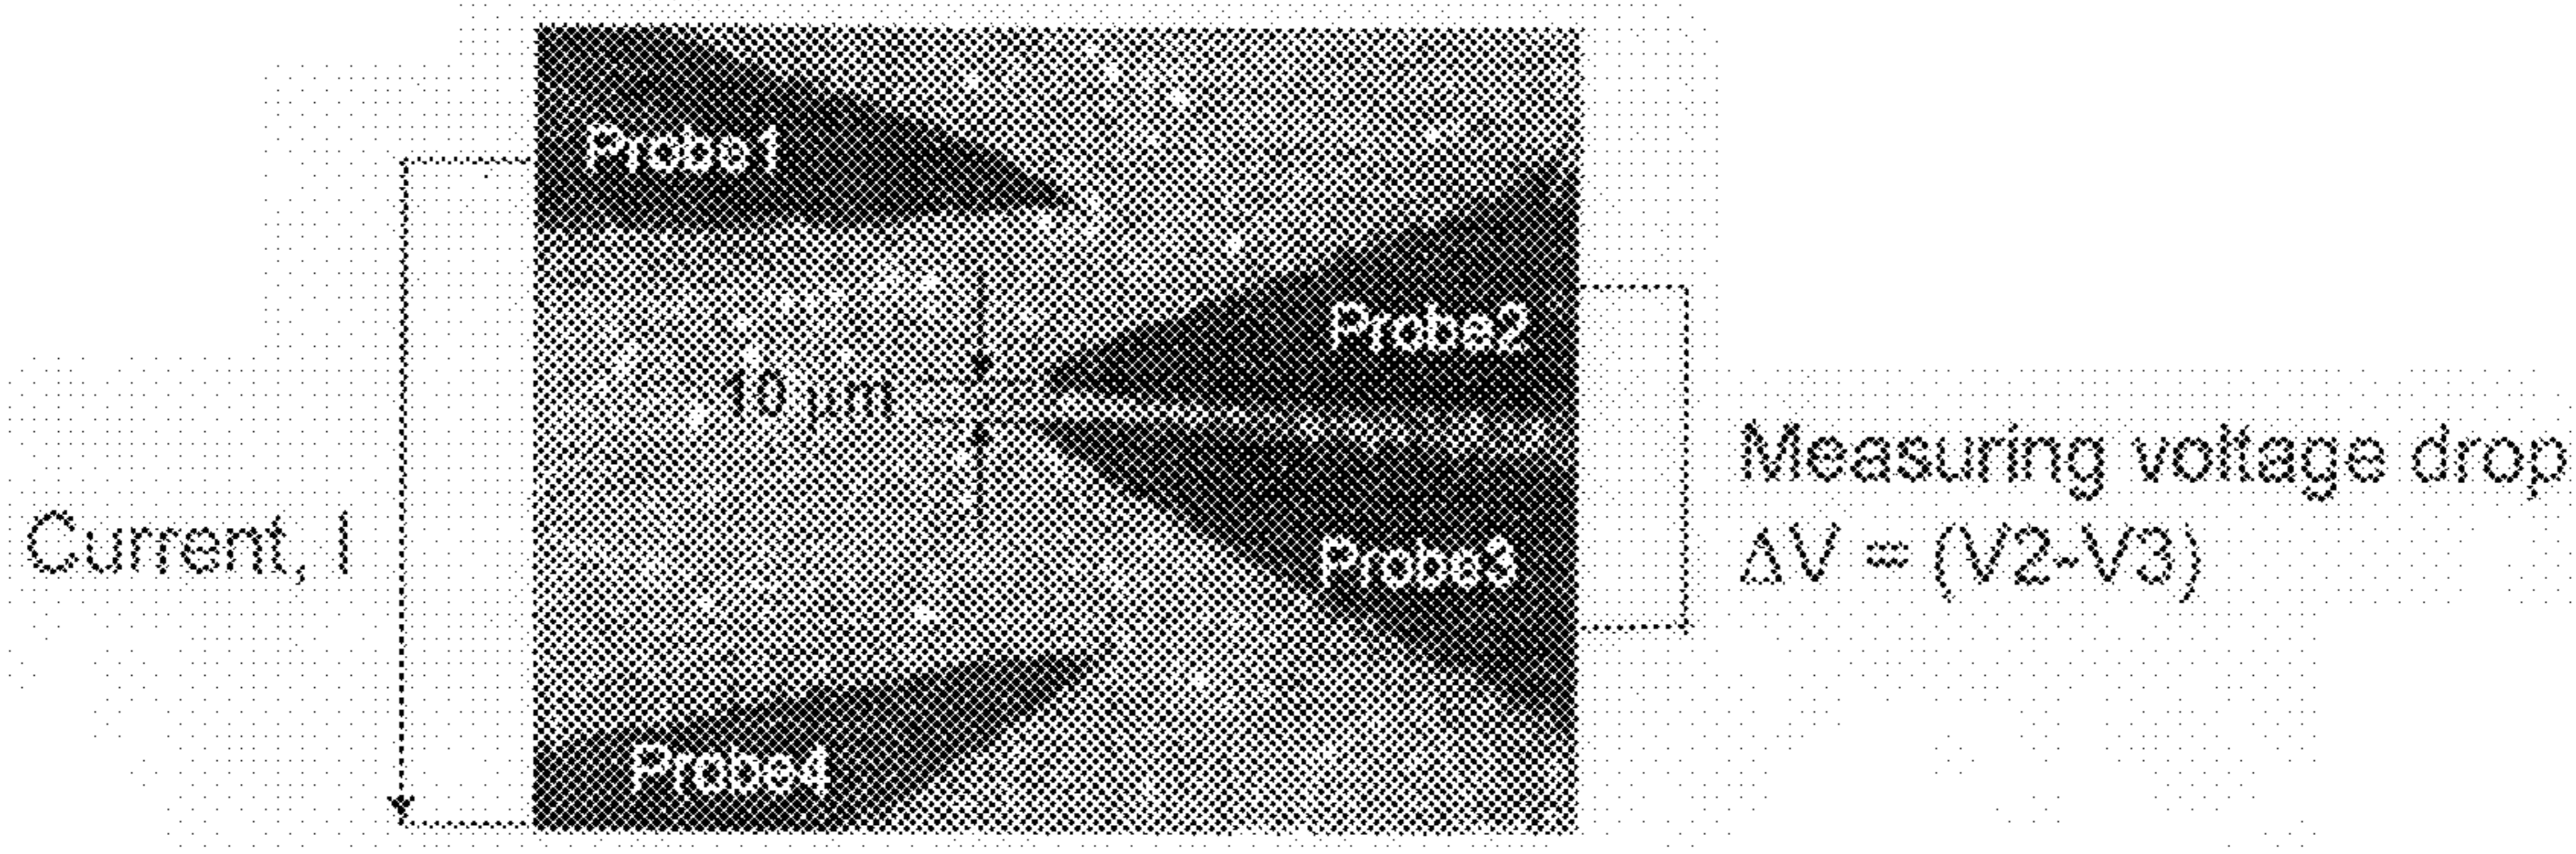 Probe1
Probe2
10 μm
Measuring voltage drop
Current, I
ΔV = (V2-V3)
Probe3
Probe4